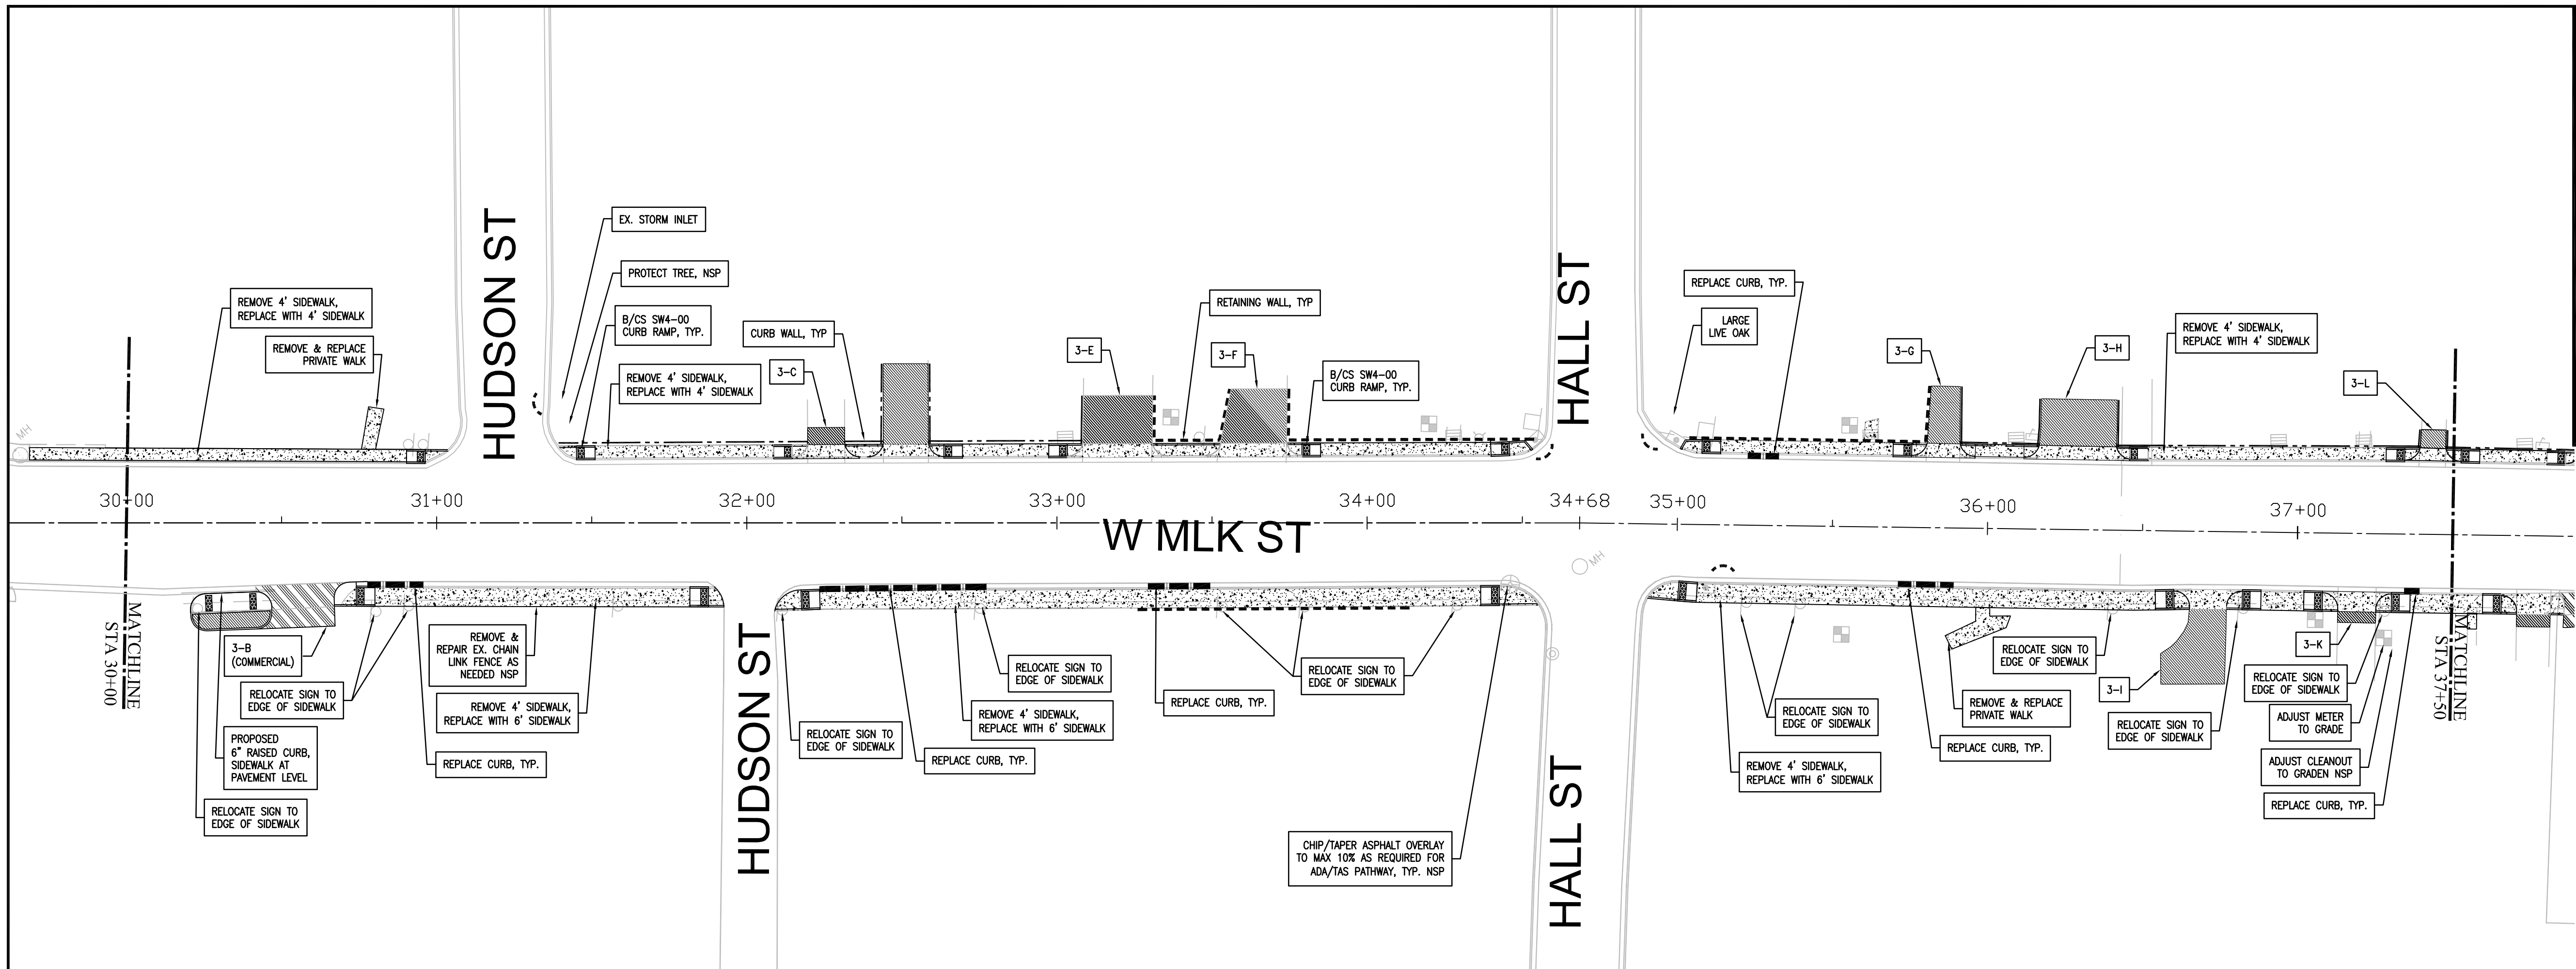 EX. STORM INLET
PROTECT TREE, NSP
REMOVE 4' SIDEWALK,
REPLACE WITH 4' SIDEWALK
REMOVE & REPLACE
PRIVATE WALK
HUDSON ST
B/CS SW4-00
CURB RAMP, TYP.
REMOVE 4' SIDEWALK,
REPLACE WITH 4' SIDEWALK
CURB WALL, TYP
3-C
3-E
RETAINING WALL, TYP
3-F
B/CS SW4-00
CURB RAMP, TYP.
HALL ST
REPLACE CURB, TYP.
LARGE
LIVE OAK
3-G
3-H
REMOVE 4' SIDEWALK,
REPLACE WITH 4' SIDEWALK
3-L
MH
30+00
31+00
32+00
33+00
34+00
34+68
35+00
36+00
37+00
W MLK ST
MH
MATCHLINE
STA 30+00
3-B
(COMMERCIAL)
RELOCATE SIGN TO
EDGE OF SIDEWALK
PROPOSED
6" RAISED CURB,
SIDEWALK AT
PAVEMENT LEVEL
RELOCATE SIGN TO
EDGE OF SIDEWALK
REMOVE &
REPAIR EX. CHAIN
LINK FENCE AS
NEEDED NSP
REMOVE 4' SIDEWALK,
REPLACE WITH 6' SIDEWALK
REPLACE CURB, TYP.
HUDSON ST
RELOCATE SIGN TO
EDGE OF SIDEWALK
REPLACE CURB, TYP.
RELOCATE SIGN TO
EDGE OF SIDEWALK
REMOVE 4' SIDEWALK,
REPLACE WITH 6' SIDEWALK
REPLACE CURB, TYP.
RELOCATE SIGN TO
EDGE OF SIDEWALK
CHIP/TAPER ASPHALT OVERLAY
TO MAX 10% AS REQUIRED FOR
ADA/TAS PATHWAY, TYP. NSP
HALL ST
RELOCATE SIGN TO
EDGE OF SIDEWALK
REMOVE 4' SIDEWALK,
REPLACE WITH 6' SIDEWALK
RELOCATE SIGN TO
EDGE OF SIDEWALK
REMOVE & REPLACE
PRIVATE WALK
REPLACE CURB, TYP.
3-I
RELOCATE SIGN TO
EDGE OF SIDEWALK
3-K
RELOCATE SIGN TO
EDGE OF SIDEWALK
ADJUST METER
TO GRADE
ADJUST CLEANOUT
TO GRADEN NSP
REPLACE CURB, TYP.
MATCHLINE
STA 37+50